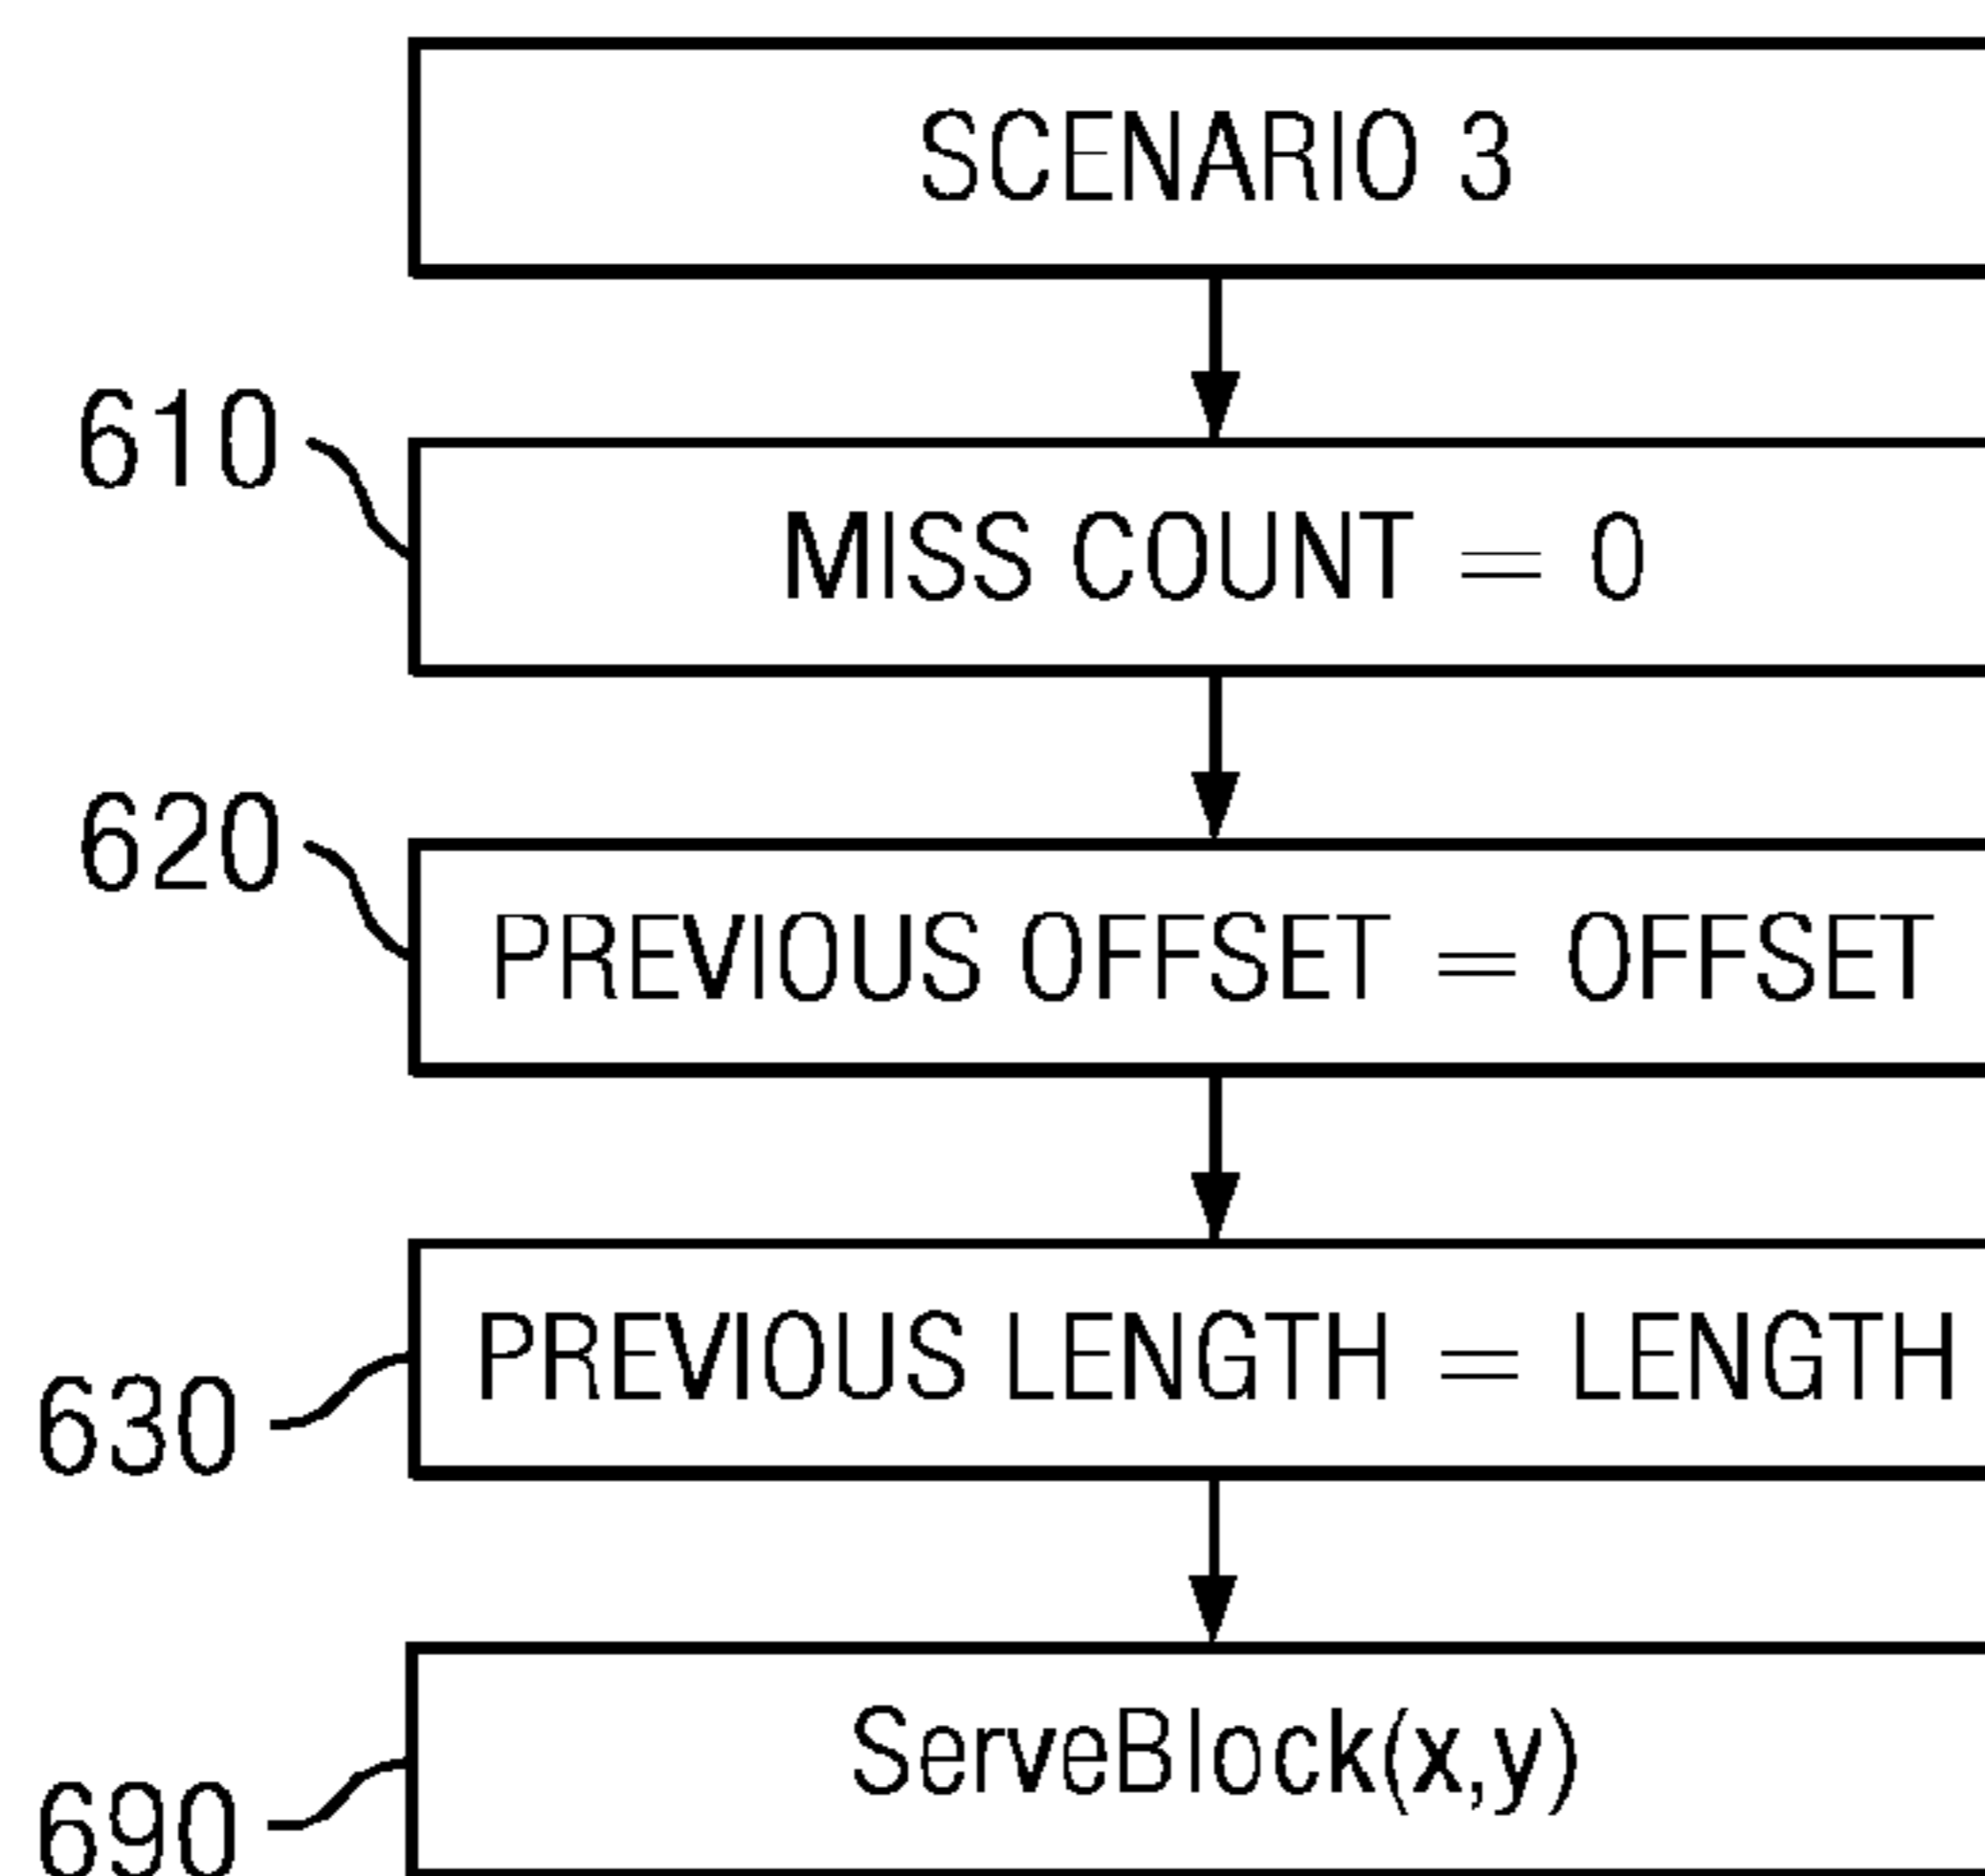 SCENARIO 3
610
MISS COUNT = 0
620
PREVIOUS OFFSET = OFFSET
PREVIOUS LENGTH = LENGTH
630
ServeBlock(x,y)
690